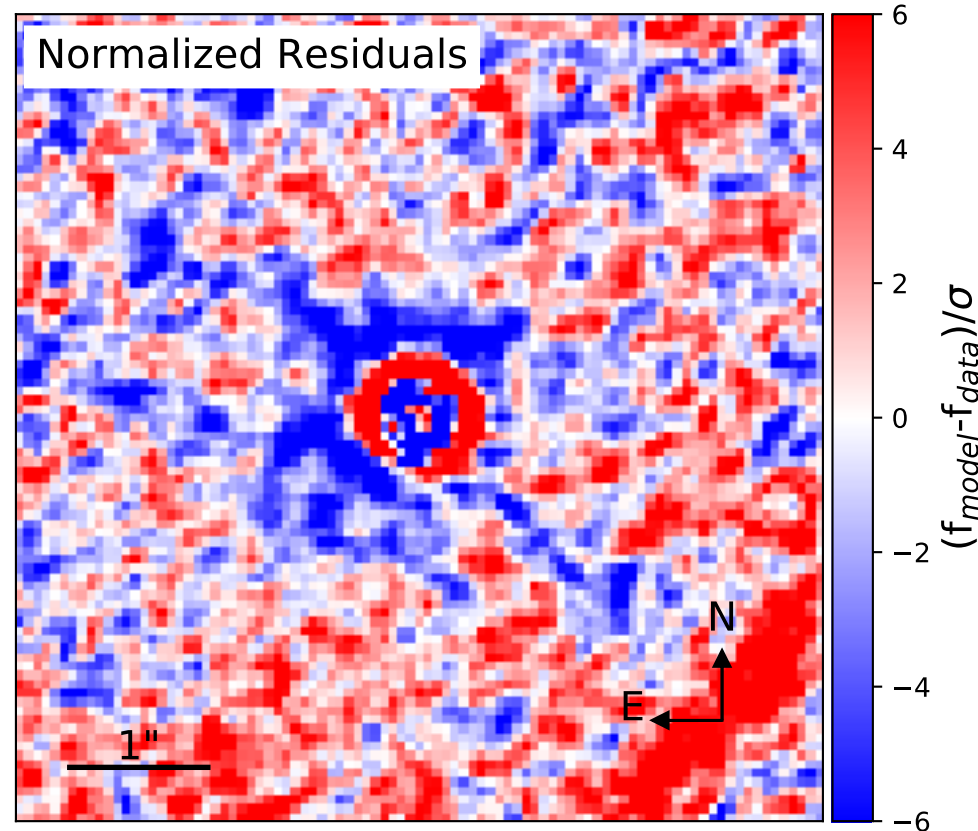 Normalized Residuals
6
4
2
0
−2
−4
−6
(f_model-f_data)/σ
N
E
1"